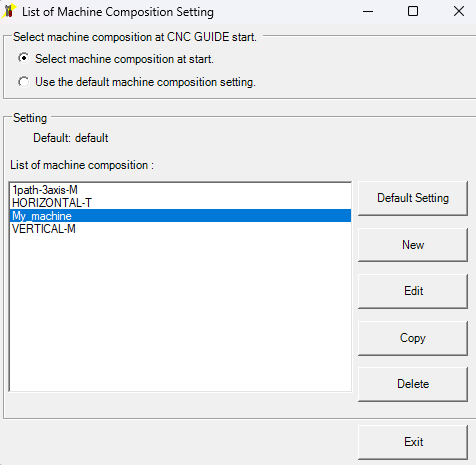 List of Machine Composition Setting
Select machine composition at CNC GUIDE start.
Select machine composition at start.
Use the default machine composition setting.
Setting
Default: default
List of machine composition :
1path-3axis-M
HORIZONTAL-T
My_machine
VERTICAL-M
Default Setting
New
Edit
Copy
Delete
Exit